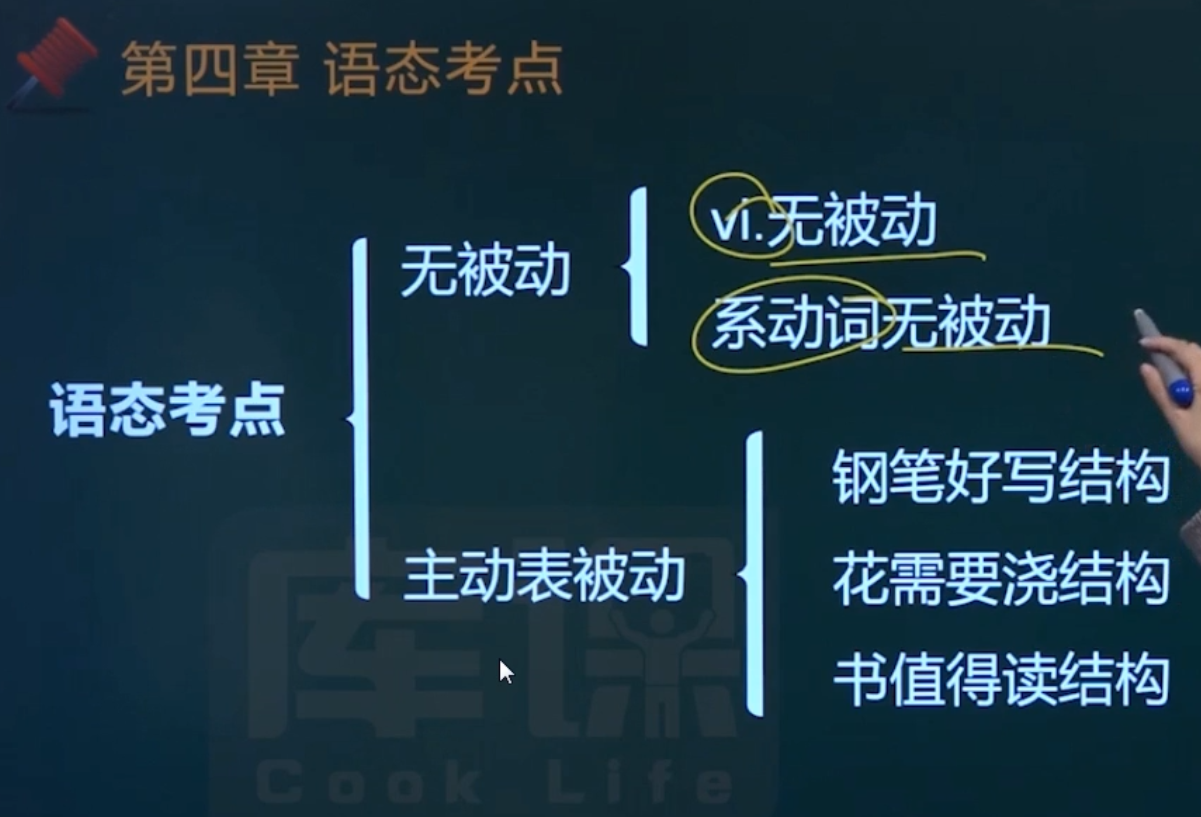 第四章 语态考点
vi.无被动
无被动
系动词无被动
语态考点
钢笔好写结构
主动表被动
花需要浇结构
书值得读结构
库课
Cook Life